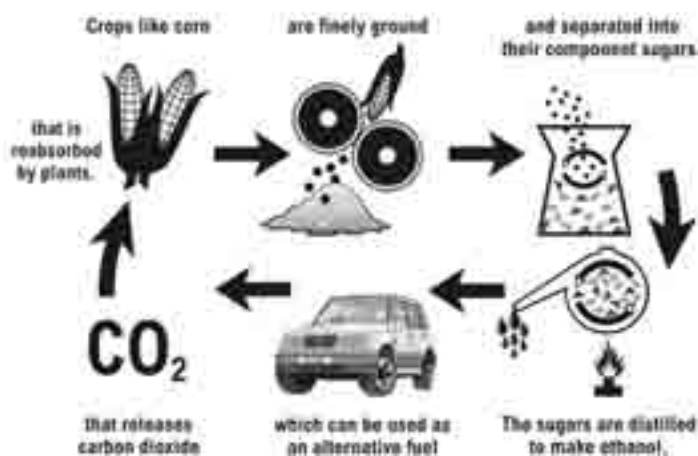 Crops like corn
are finely ground
and separated into
their component sugars
The sugars are distilled
to make ethanol,
which can be used as
an alternative fuel
that releases
carbon dioxide
CO₂
that is
reabsorbed
by plants.